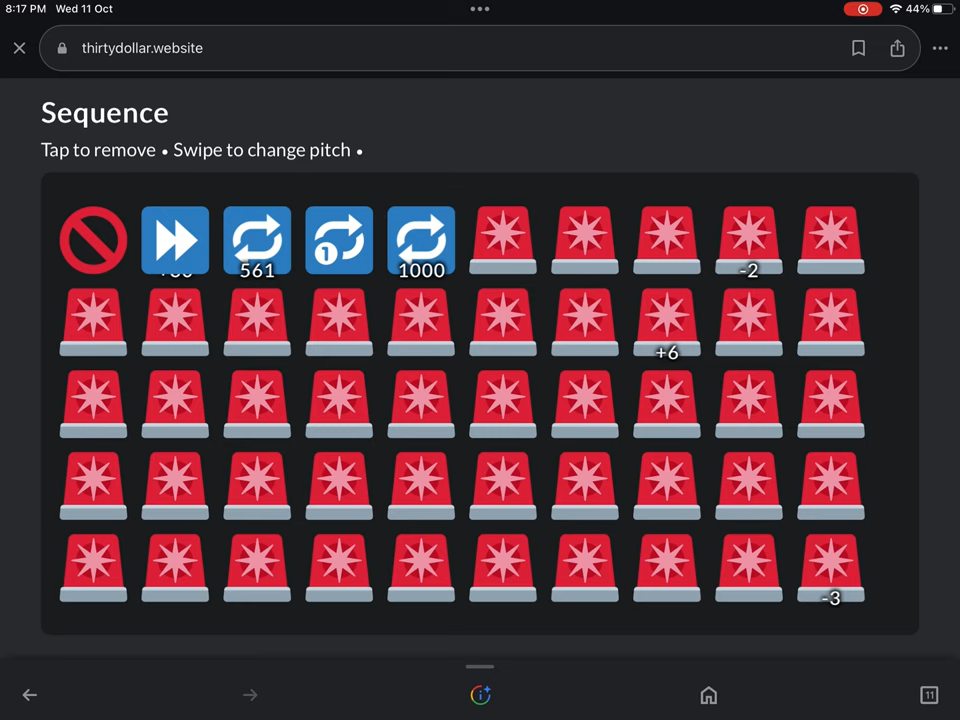 8:17 PM Wed 11 Oct
44%
thirtydollar.website
Sequence
Tap to remove • Swipe to change pitch •
561
1
1000
-2
+6
-3
11